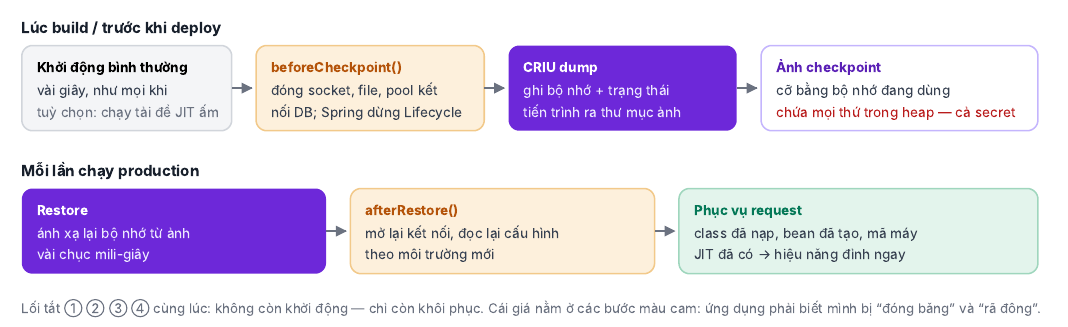 Lúc build / trước khi deploy
Khởi động bình thường
vài giây, như mọi khi
tuỳ chọn: chạy tải để JIT ấm
beforeCheckpoint()
đóng socket, file, pool kết
nối DB; Spring dừng Lifecycle
CRIU dump
ghi bộ nhớ + trạng thái
tiến trình ra thư mục ảnh
Ảnh checkpoint
cỡ bằng bộ nhớ đang dùng
chứa mọi thứ trong heap — cả secret
Mỗi lần chạy production
Restore
ánh xạ lại bộ nhớ từ ảnh
vài chục mili-giây
afterRestore()
mở lại kết nối, đọc lại cấu hình
theo môi trường mới
Phục vụ request
class đã nạp, bean đã tạo, mã máy
JIT đã có → hiệu năng đỉnh ngay
Lối tắt ① ② ③ ④ cùng lúc: không còn khởi động — chỉ còn khôi phục. Cái giá nằm ở các bước màu cam: ứng dụng phải biết mình bị “đóng băng” và “rã đông”.